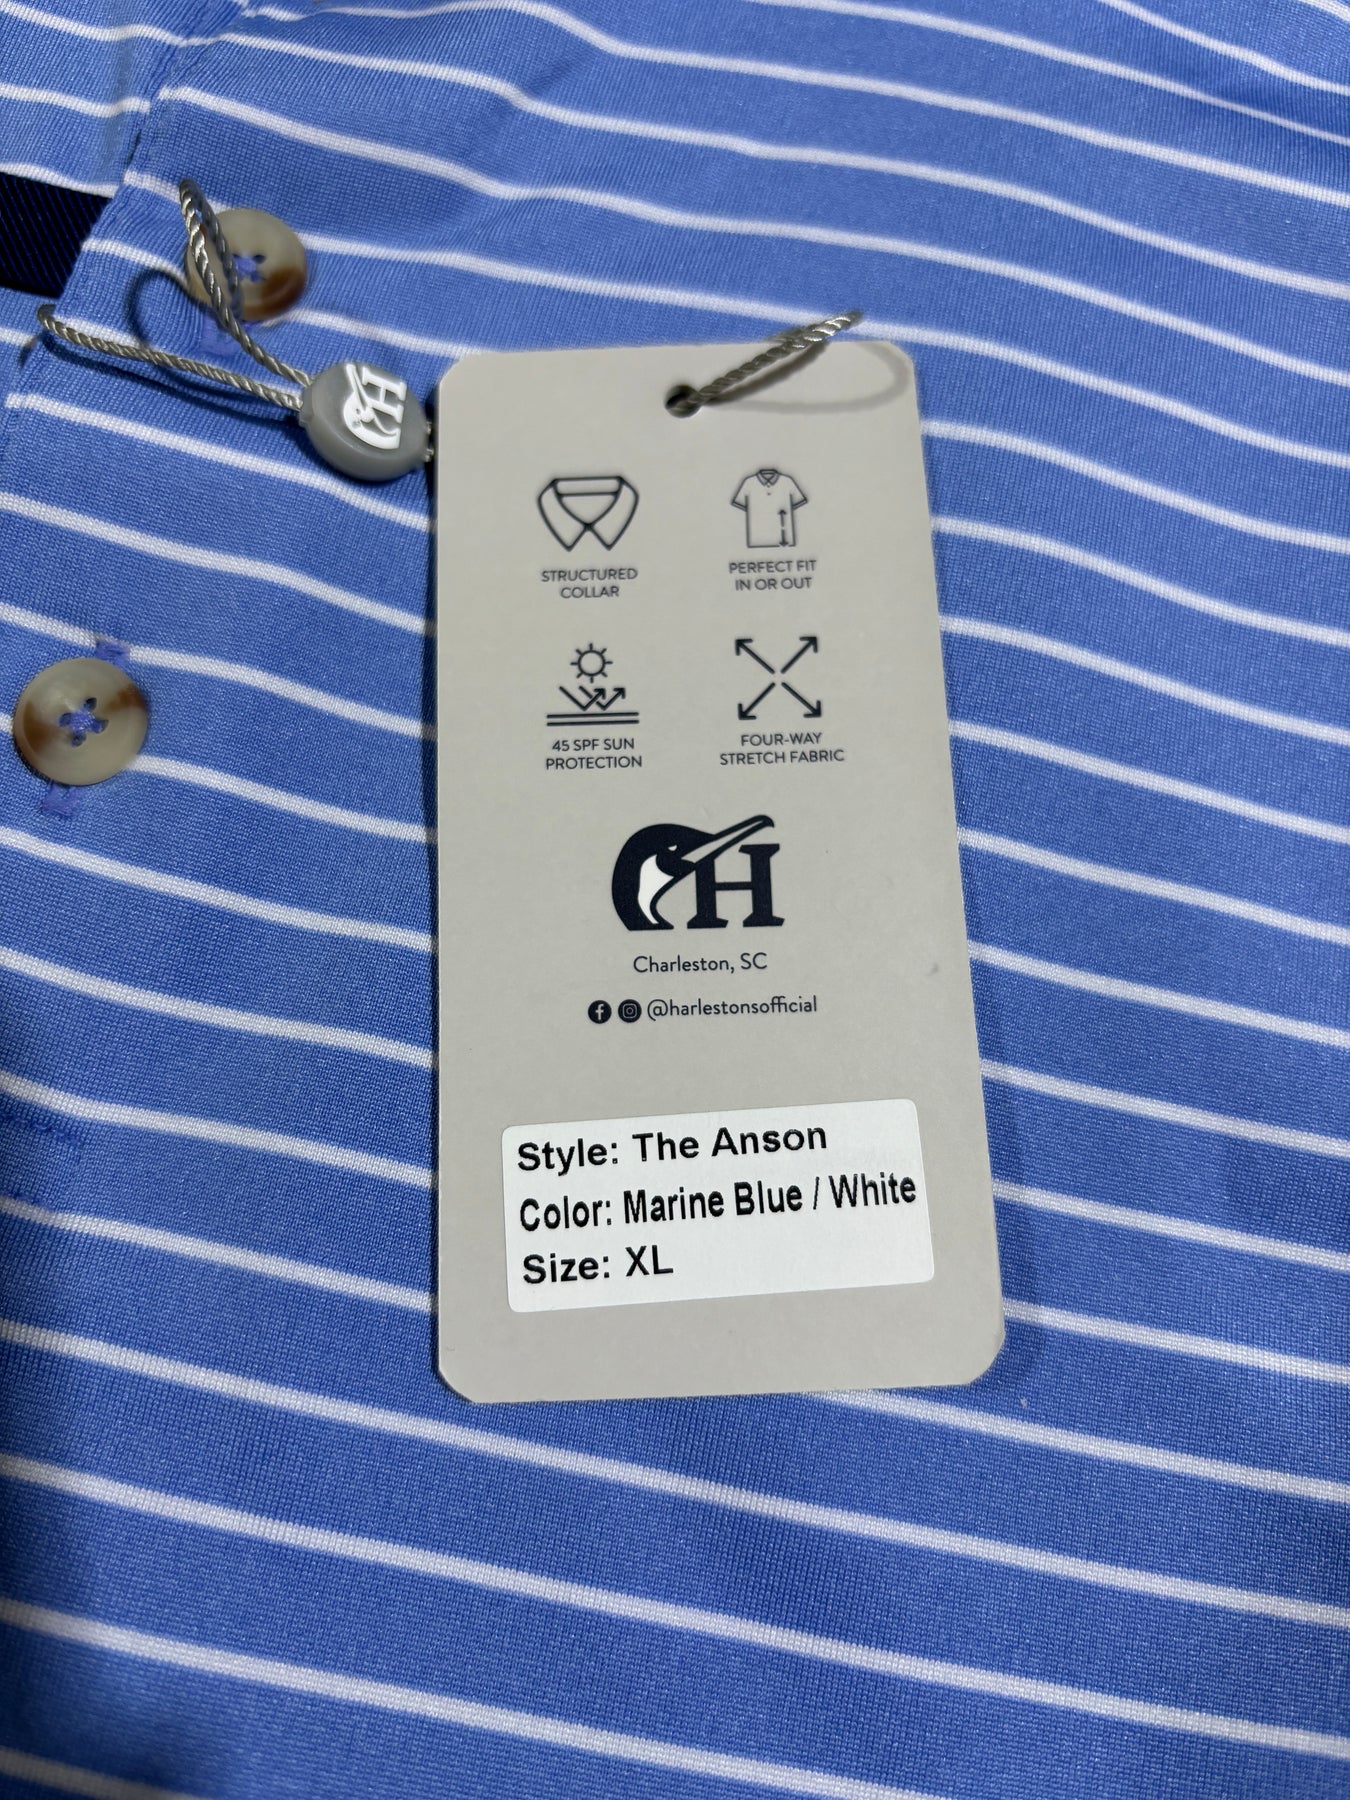 H
STRUCTURED
COLLAR
PERFECT FIT
IN OR OUT
45 SPF SUN
PROTECTION
FOUR-WAY
STRETCH FABRIC
H
Charleston, SC
@harlestonsofficial
Style: The Anson
Color: Marine Blue / White
Size: XL